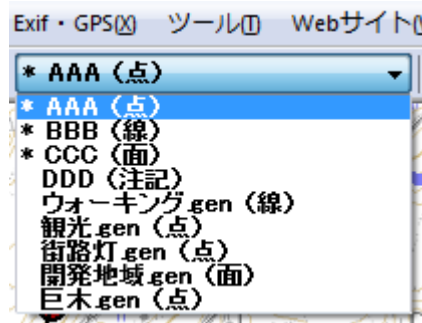 Exif・GPS(X) ツール(T) Webサイト(
* AAA（点）
* AAA（点）
* BBB（線）
* CCC（面）
DDD（注記）
ウォーキング.gen（線）
観光.gen（点）
街路灯.gen（点）
開発地域.gen（面）
巨木.gen（点）